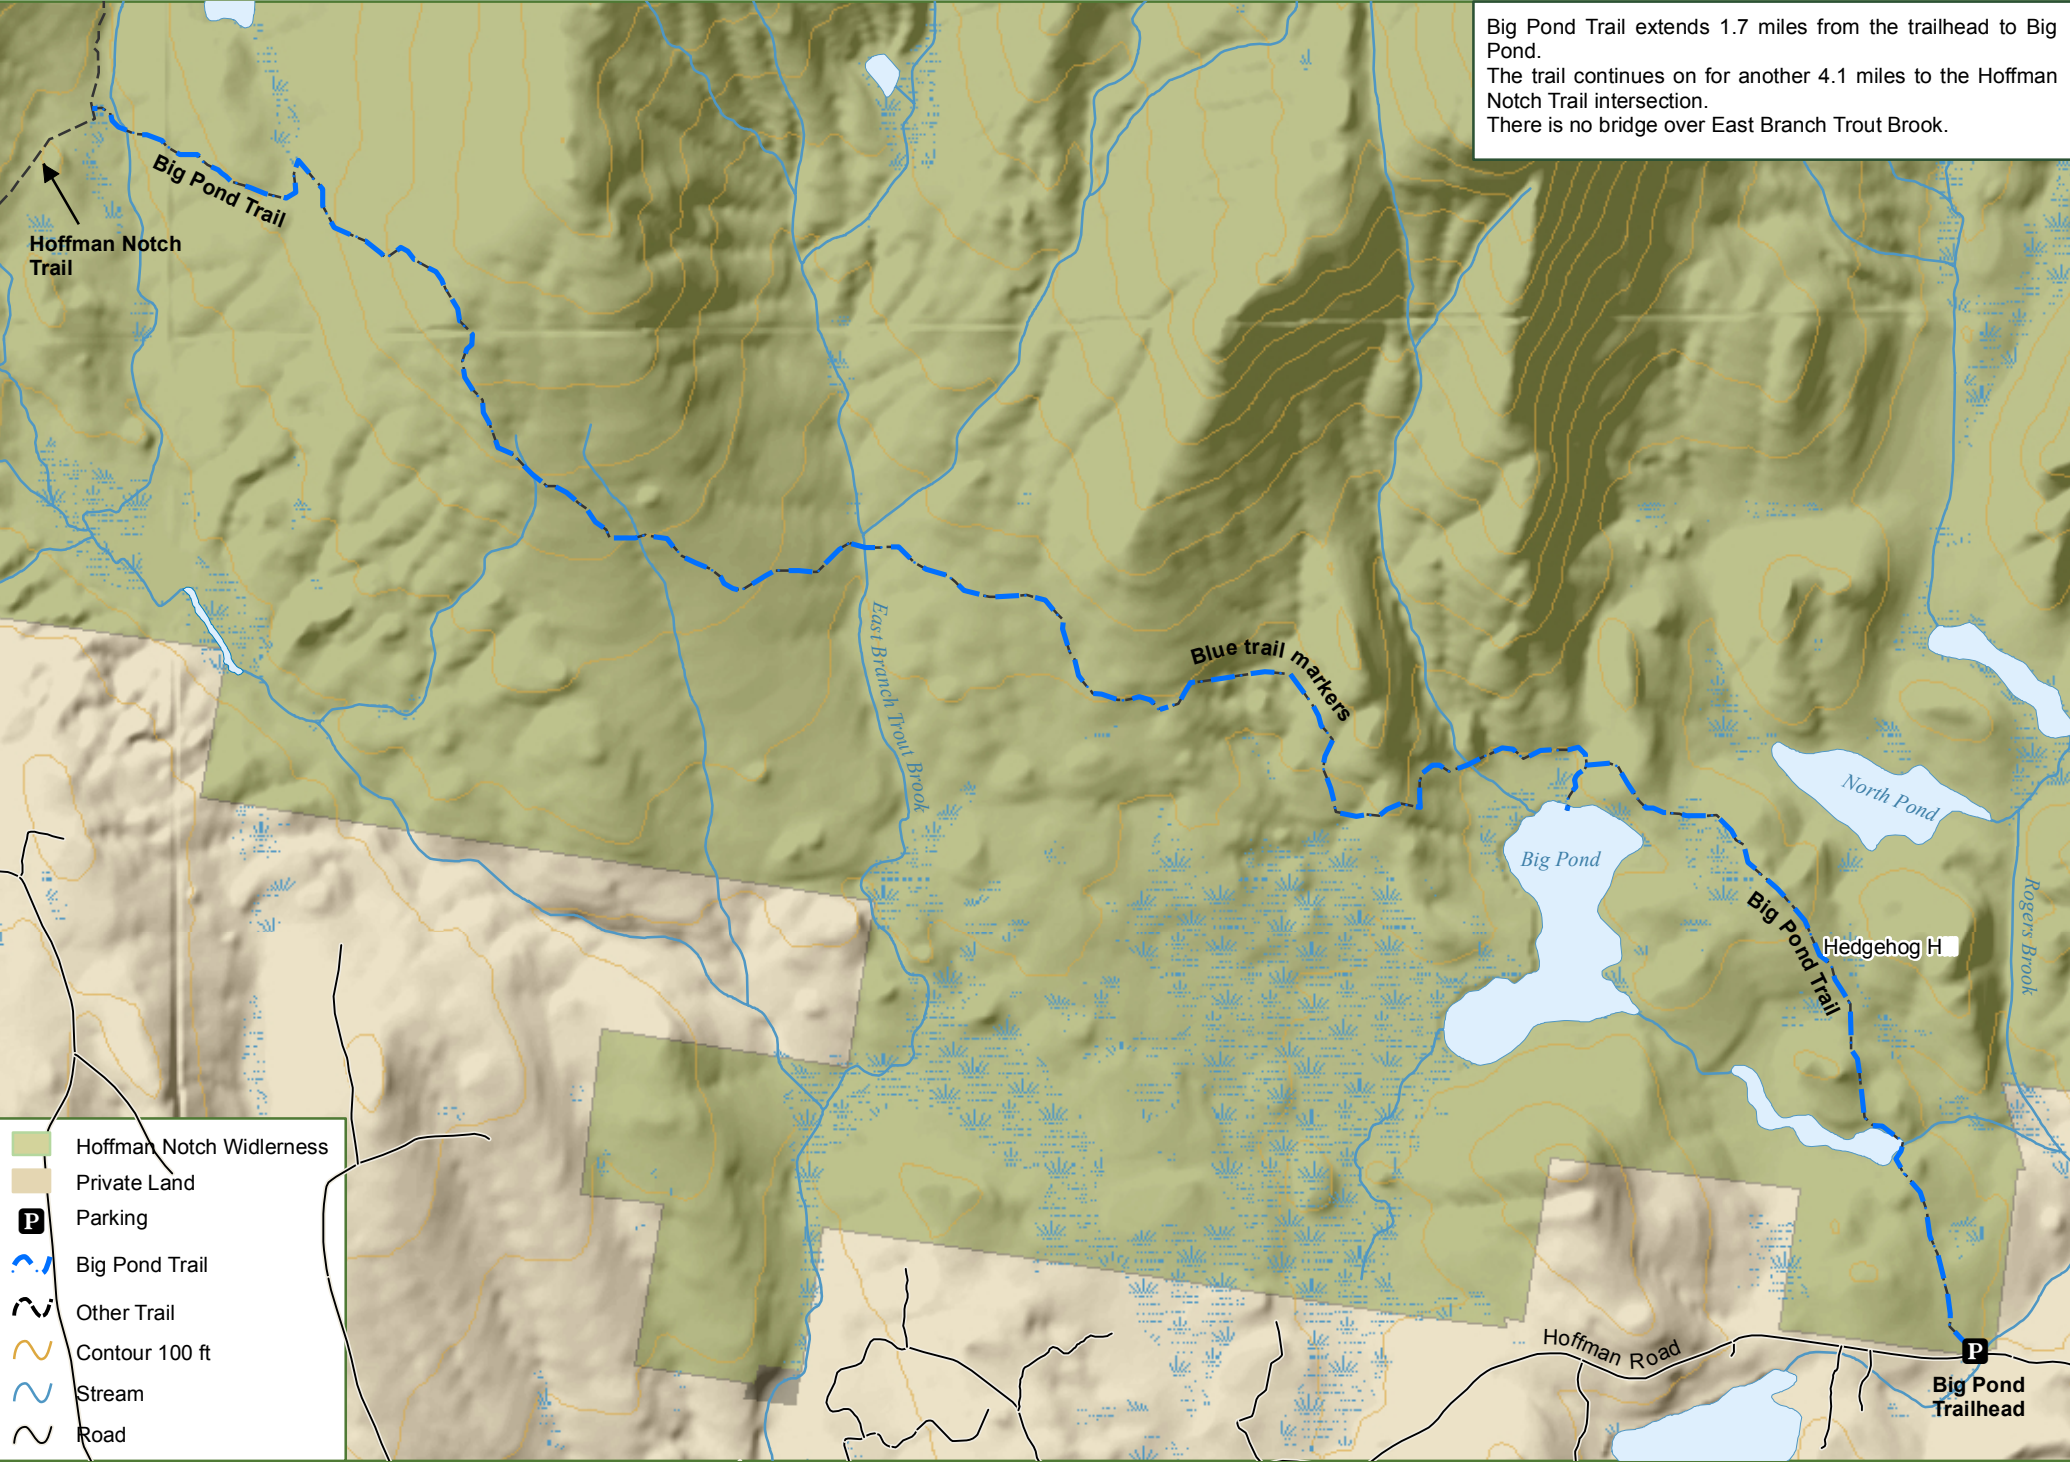 Big Pond Trail extends 1.7 miles from the trailhead to Big
Pond.
The trail continues on for another 4.1 miles to the Hoffman
Notch Trail intersection.
There is no bridge over East Branch Trout Brook.
Big Pond Trail
Hoffman Notch
Trail
East Branch Trout Brook
Blue trail markers
North Pond
Big Pond
Rogers Brook
Big Pond Trail
Hedgehog H
Hoffman Notch Widlerness
Private Land
P
Parking
Big Pond Trail
Other Trail
Contour 100 ft
Stream
Road
Hoffman Road
P
Big Pond
Trailhead